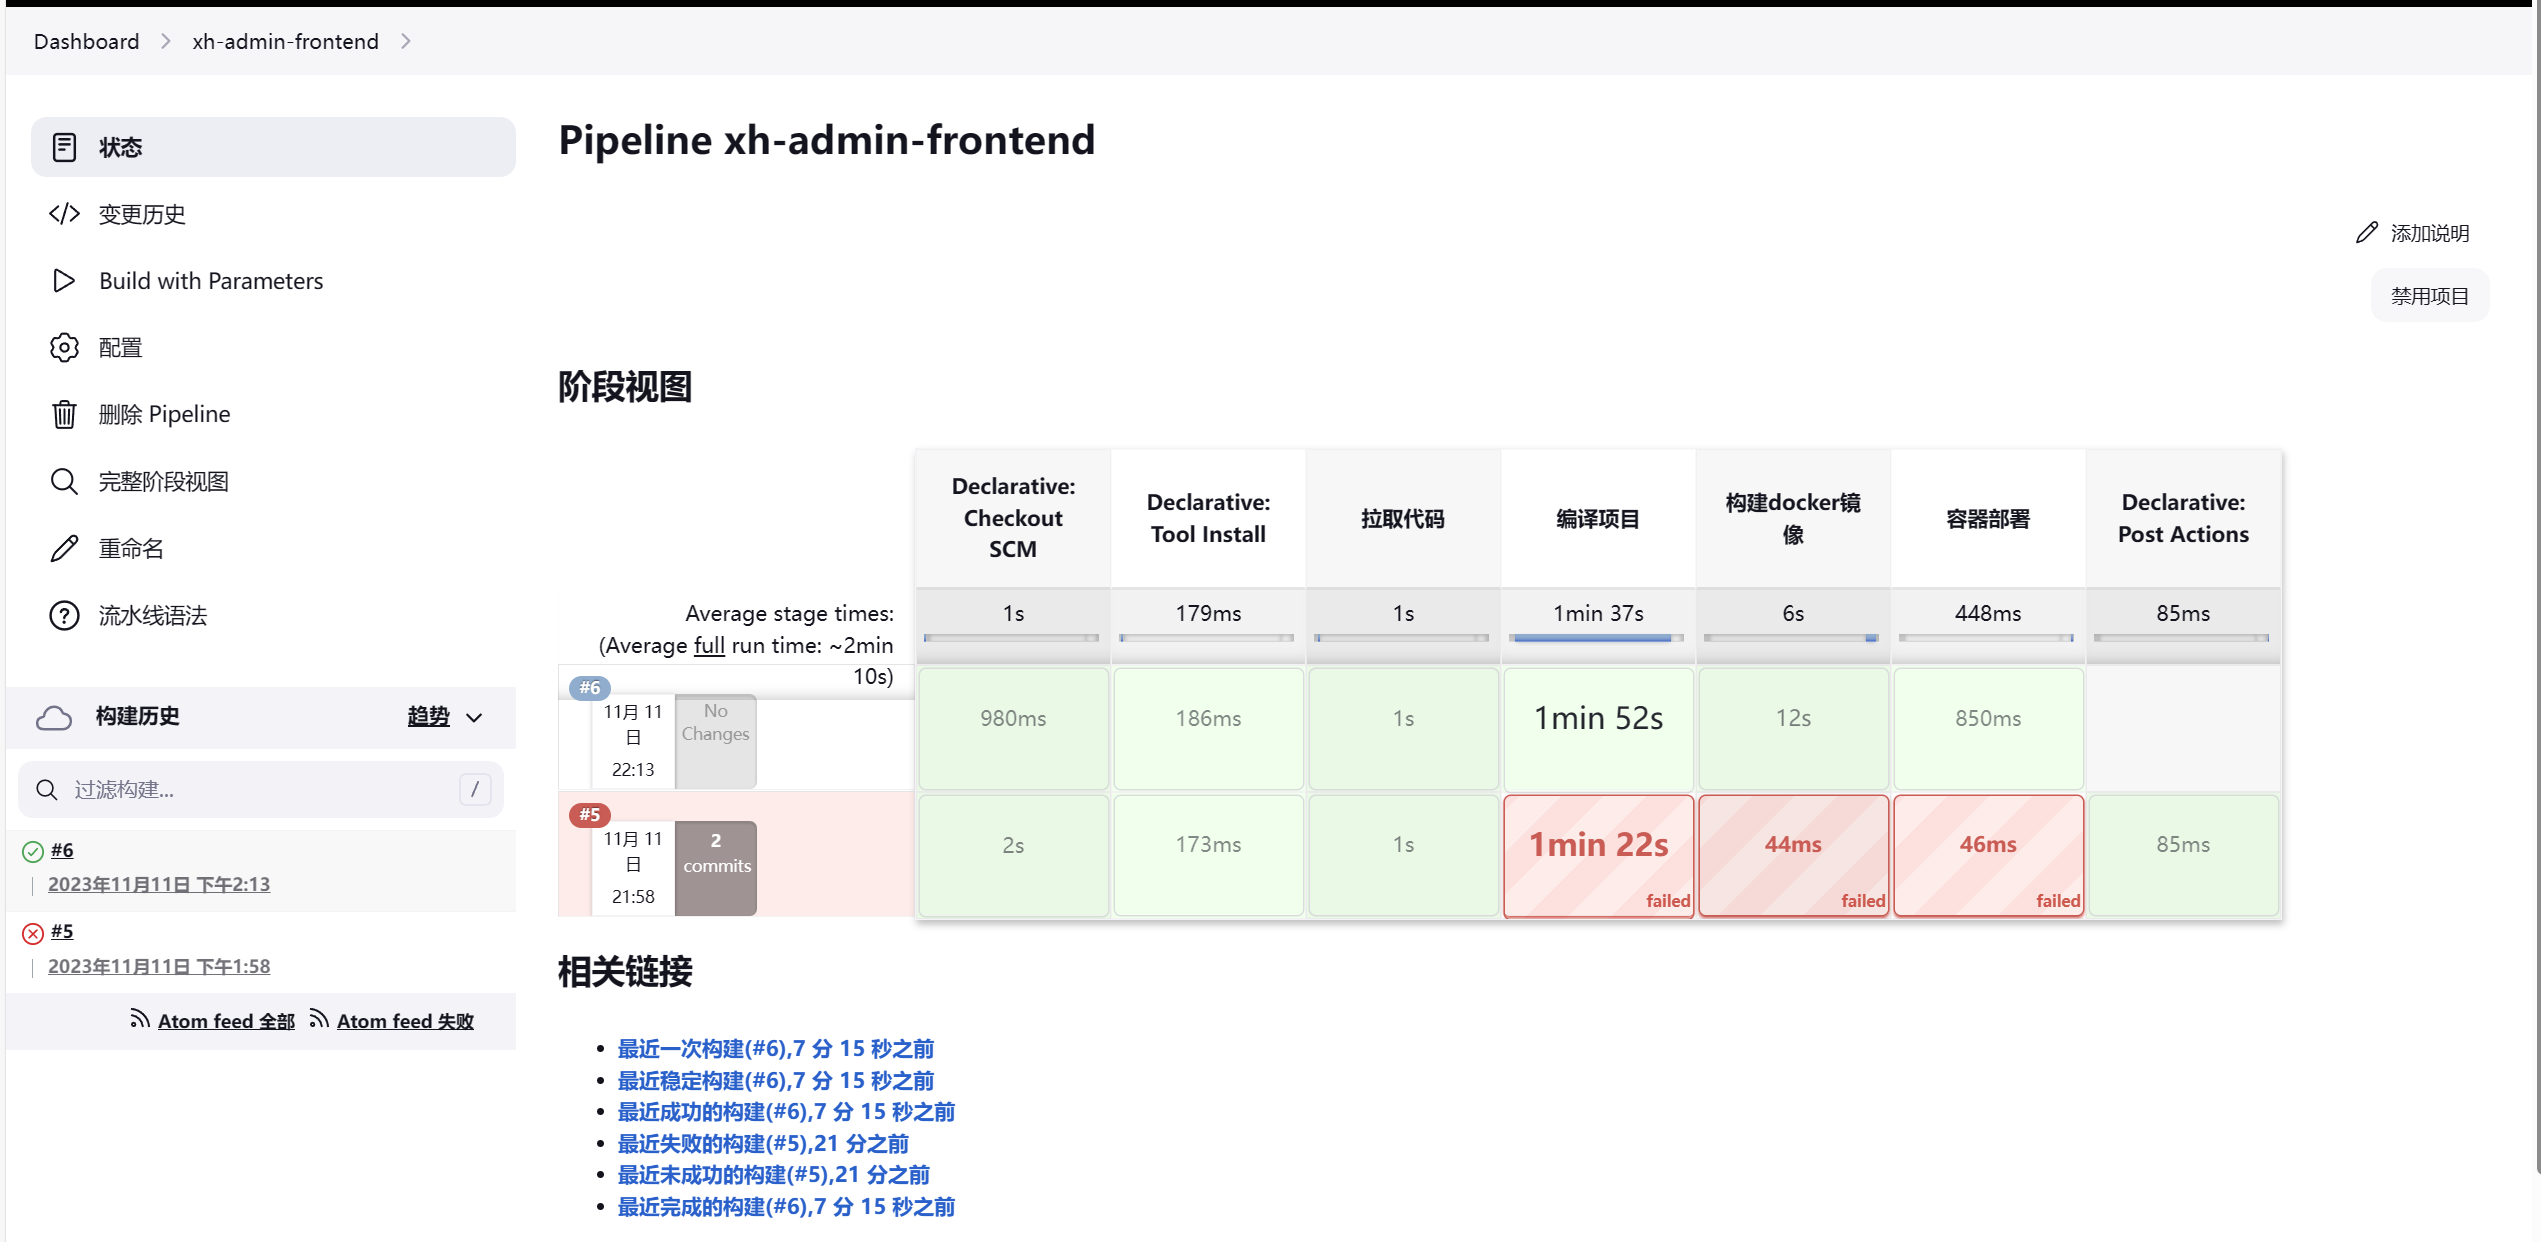 Dashboard
xh-admin-frontend
状态
变更历史
Build with Parameters
配置
删除 Pipeline
完整阶段视图
重命名
流水线语法
构建历史
趋势
过滤构建...
/
#6
2023年11月11日 下午2:13
#5
2023年11月11日 下午1:58
Atom feed 全部
Atom feed 失败
Pipeline xh-admin-frontend
添加说明
禁用项目
阶段视图
Declarative:
Checkout
SCM
Declarative:
Tool Install
拉取代码
编译项目
构建docker镜
像
容器部署
Declarative:
Post Actions
Average stage times:
(Average full run time: ~2min
10s)
1s
179ms
1s
1min 37s
6s
448ms
85ms
#6
11月 11
日
22:13
No
Changes
980ms
186ms
1s
1min 52s
12s
850ms
#5
11月 11
日
21:58
2
commits
2s
173ms
1s
1min 22s
failed
44ms
failed
46ms
failed
85ms
相关链接
最近一次构建(#6),7 分 15 秒之前
最近稳定构建(#6),7 分 15 秒之前
最近成功的构建(#6),7 分 15 秒之前
最近失败的构建(#5),21 分之前
最近未成功的构建(#5),21 分之前
最近完成的构建(#6),7 分 15 秒之前